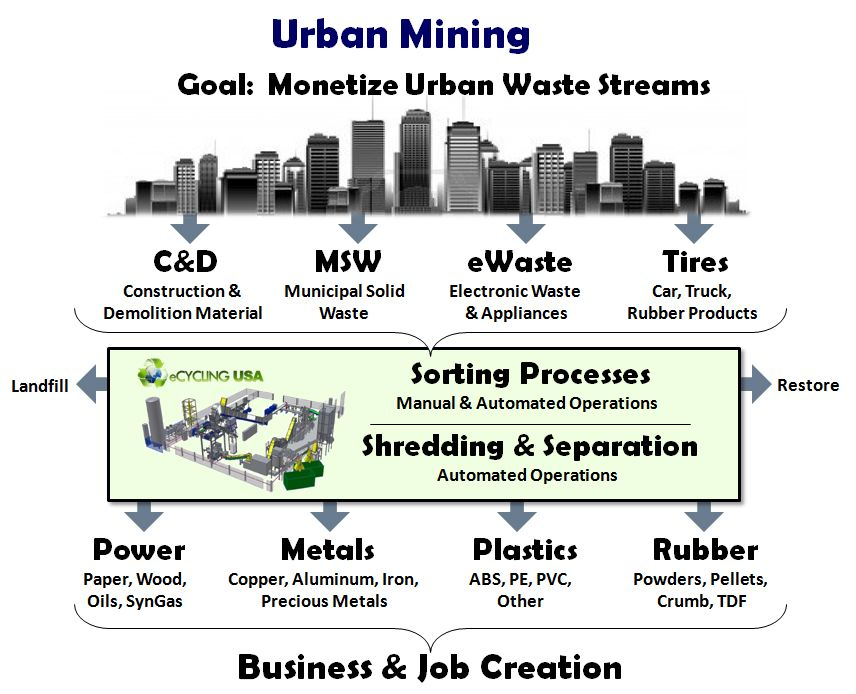 Urban Mining
Goal: Monetize Urban Waste Streams
C&D
Construction &
Demolition Material
MSW
Municipal Solid
Waste
eWaste
Electronic Waste
& Appliances
Tires
Car, Truck,
Rubber Products
Landfill
eCYCLING USA
Sorting Processes
Manual & Automated Operations
Shredding & Separation
Automated Operations
Restore
Power
Paper, Wood,
Oils, SynGas
Metals
Copper, Aluminum, Iron,
Precious Metals
Plastics
ABS, PE, PVC,
Other
Rubber
Powders, Pellets,
Crumb, TDF
Business & Job Creation